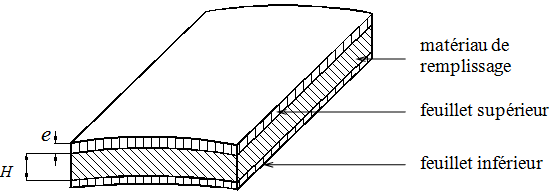 matériau de
remplissage
feuillet supérieur
e
feuillet inférieur
H